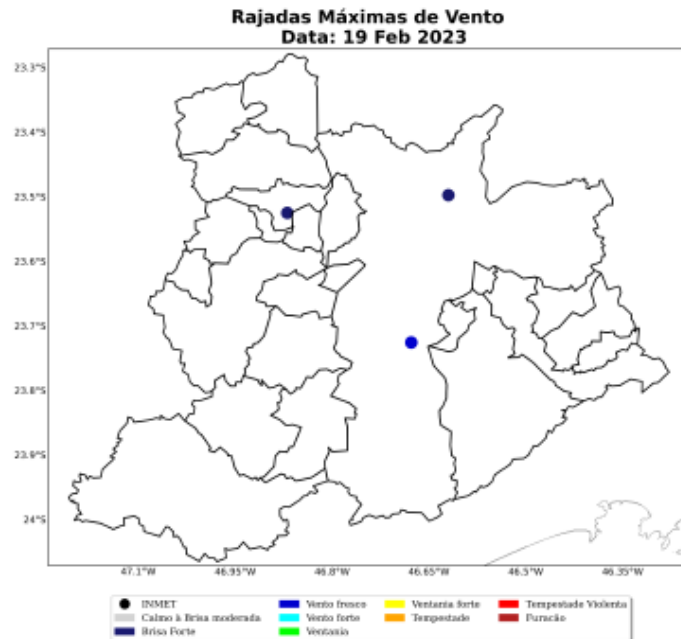 Rajadas Máximas de Vento
Data: 19 Feb 2023
23.3°S
23.4°S
23.5°S
23.6°S
23.7°S
23.8°S
23.9°S
24°S
47.1°W 46.95°W 46.8°W 46.65°W 46.5°W 46.35°W
INMET Vento fresco Ventania forte Tempestade Violenta
Calmo à Brisa moderada Vento forte Tempestade Furacão
Brisa Forte Ventania